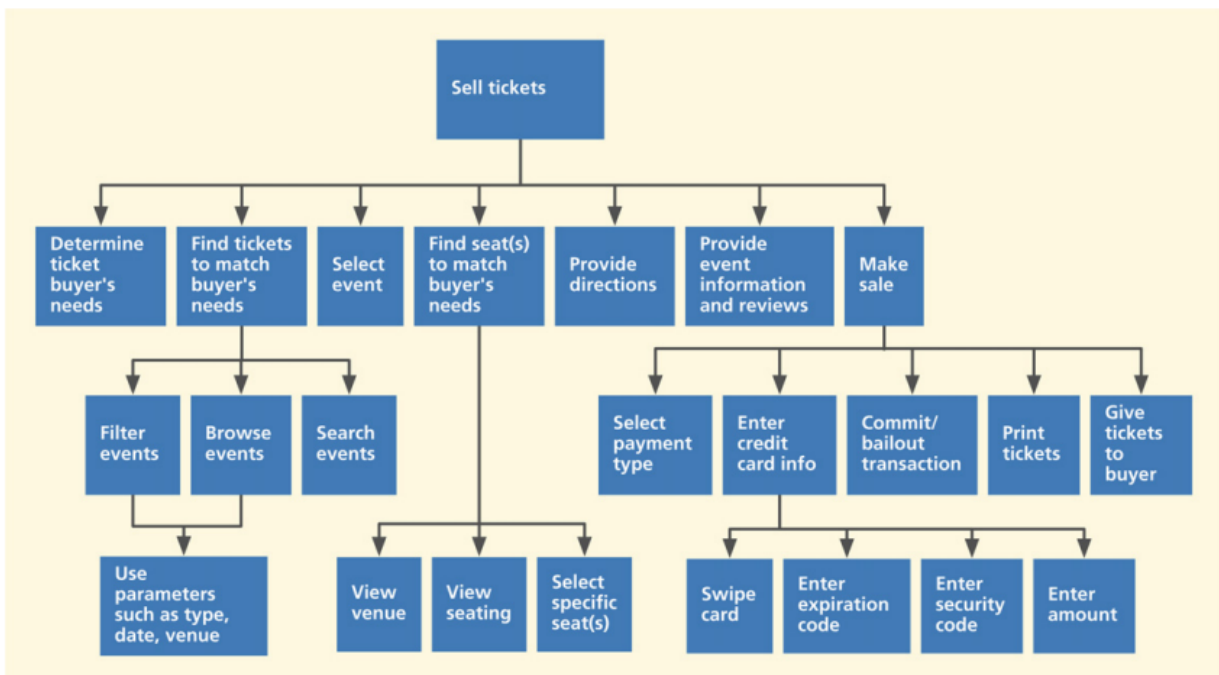 Sell tickets
Determine
ticket
buyer's
needs
Find tickets
to match
buyer's
needs
Select
event
Find seat(s)
to match
buyer's
needs
Provide
directions
Provide
event
information
and reviews
Make
sale
Filter
events
Browse
events
Search
events
Select
payment
type
Enter
credit
card info
Commit/
bailout
transaction
Print
tickets
Give
tickets
to
buyer
Use
parameters
such as type,
date, venue
View
venue
View
seating
Select
specific
seat(s)
Swipe
card
Enter
expiration
code
Enter
security
code
Enter
amount